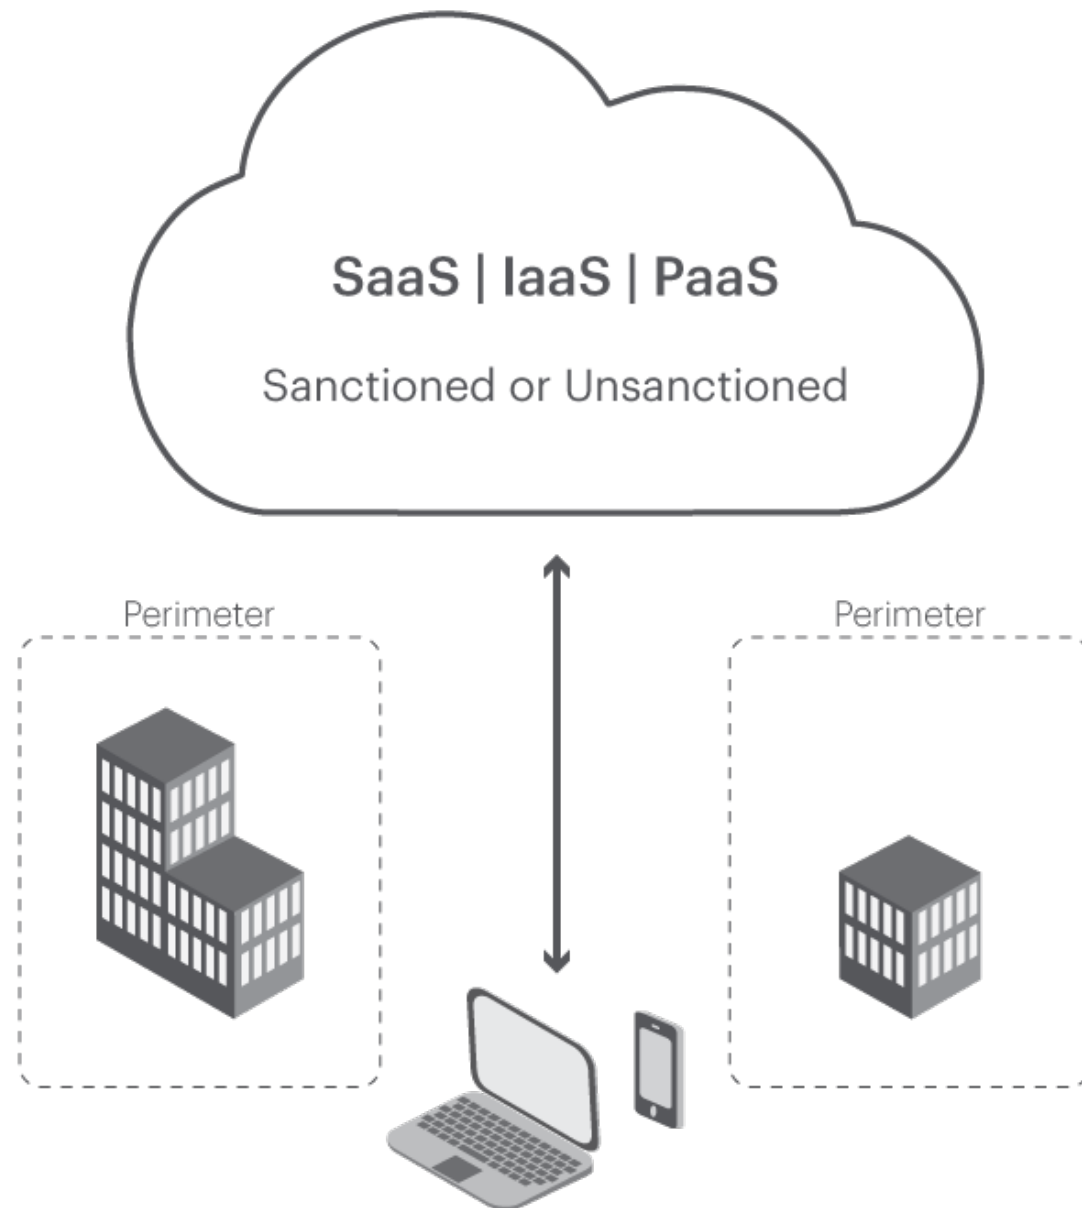 SaaS | IaaS | PaaS
Sanctioned or Unsanctioned
Perimeter
Perimeter